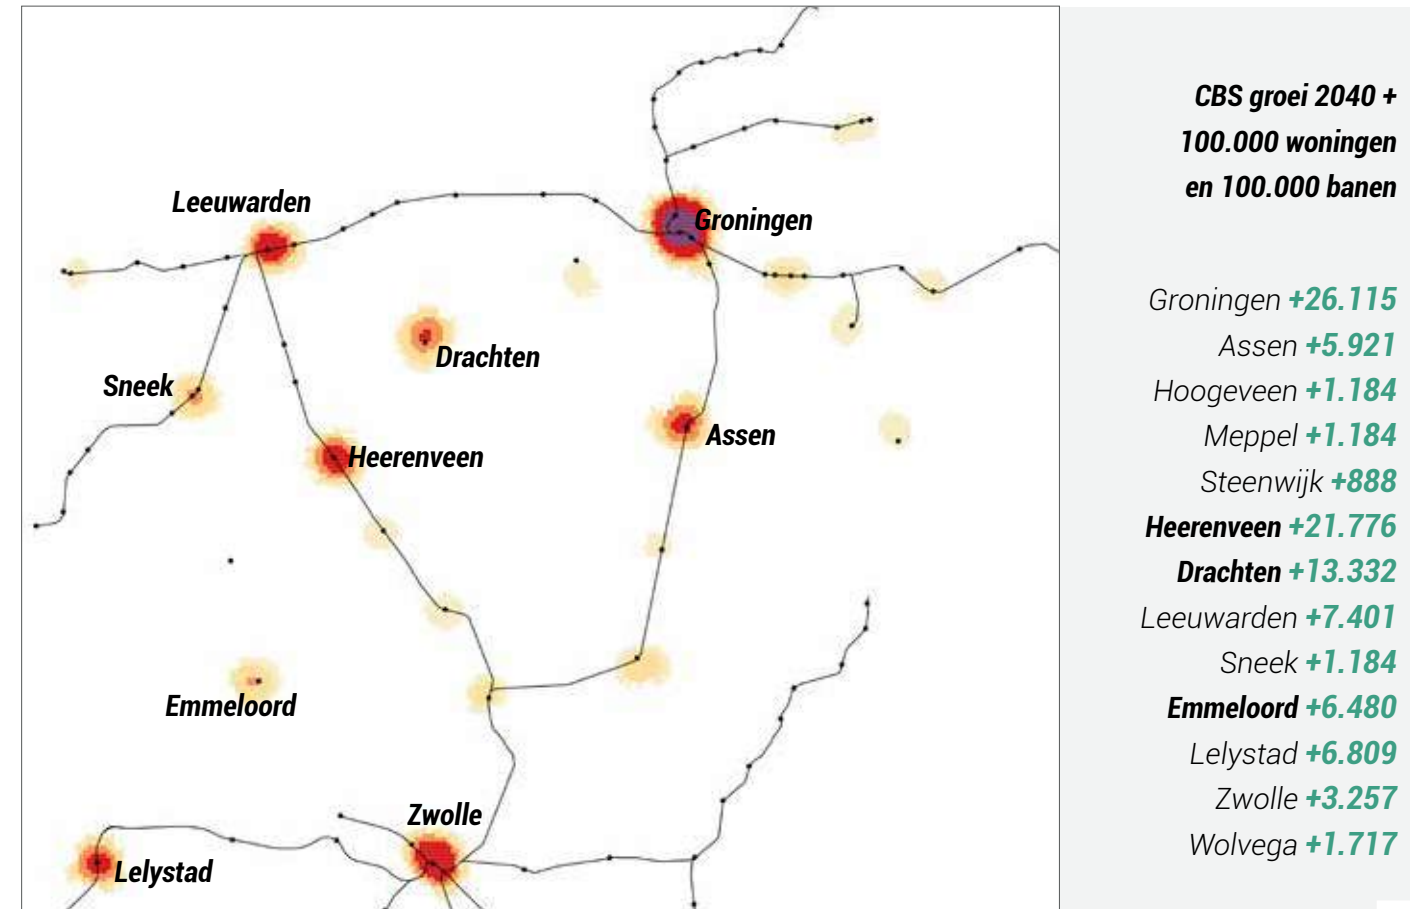 Leeuwarden
Groningen
Drachten
Sneek
Assen
Heerenveen
Emmeloord
Zwolle
Lelystad
CBS groei 2040 +
100.000 woningen
en 100.000 banen
Groningen +26.115
Assen +5.921
Hoogeveen +1.184
Meppel +1.184
Steenwijk +888
Heerenveen +21.776
Drachten +13.332
Leeuwarden +7.401
Sneek +1.184
Emmeloord +6.480
Lelystad +6.809
Zwolle +3.257
Wolvega +1.717